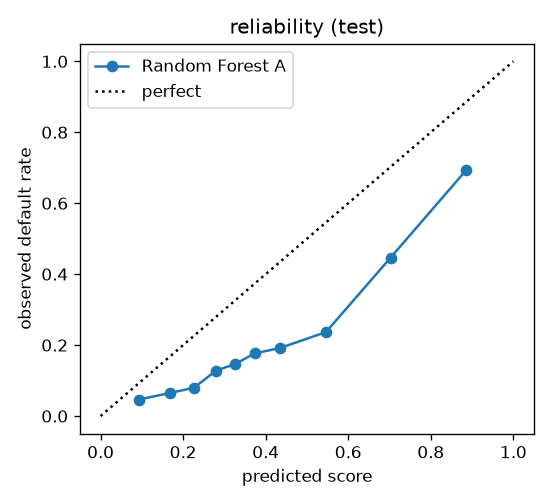 reliability (test)
Random Forest A
perfect
observed default rate
1.0
0.8
0.6
0.4
0.2
0.0
0.0 0.2 0.4 0.6 0.8 1.0
predicted score